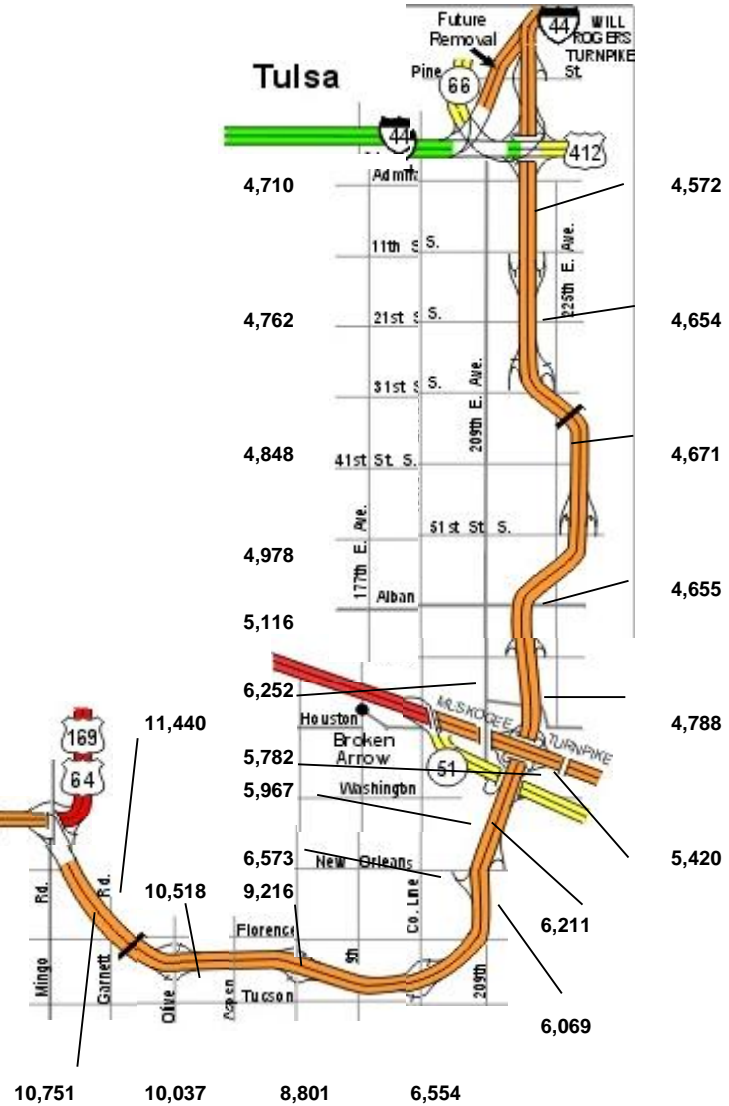 Future
Removal
44
WILL
ROGERS
TURNPIKE
Tulsa
Pine
St.
66
44
412
4,710
4,572
11th S S.
225th E. Ave.
4,762
21st S S.
4,654
31st S S.
209th E. Ave.
4,848
41st St. S.
4,671
51st St S.
177th E. Ave.
4,978
4,655
Alban
5,116
6,252
11,440
169
Houston
MUSKOGEE
TURNPIKE
4,788
Broken
Arrow
5,782
64
51
5,967
Washington
6,573
New Orleans
5,420
Rd.
Rd.
10,518
9,216
Co. Line
6,211
Florence
Mingo
Garnett
Olive
Aspen
9th
209th
Tucson
6,069
10,751
10,037
8,801
6,554